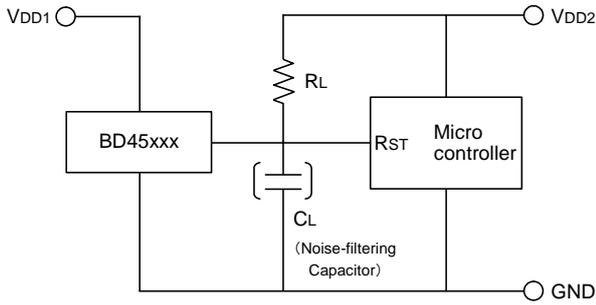 VDD1
VDD2
RL
BD45xxx
RST
Micro
controller
CL
(Noise-filtering
Capacitor)
GND